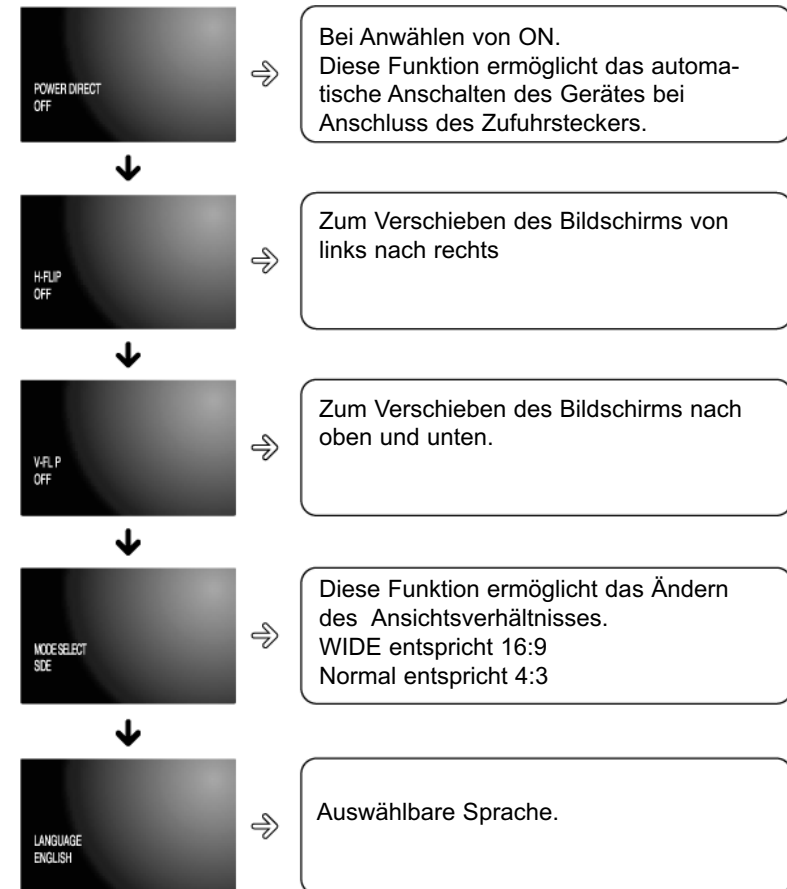 POWER DIRECT
OFF
Bei Anwählen von ON.
Diese Funktion ermöglicht das automa-
tische Anschalten des Gerätes bei
Anschluss des Zufuhrsteckers.
H-FLIP
OFF
Zum Verschieben des Bildschirms von
links nach rechts
V-FL P
OFF
Zum Verschieben des Bildschirms nach
oben und unten.
MODE SELECT
SIDE
Diese Funktion ermöglicht das Ändern
des Ansichtsverhältnisses.
WIDE entspricht 16:9
Normal entspricht 4:3
LANGUAGE
ENGLISH
Auswählbare Sprache.